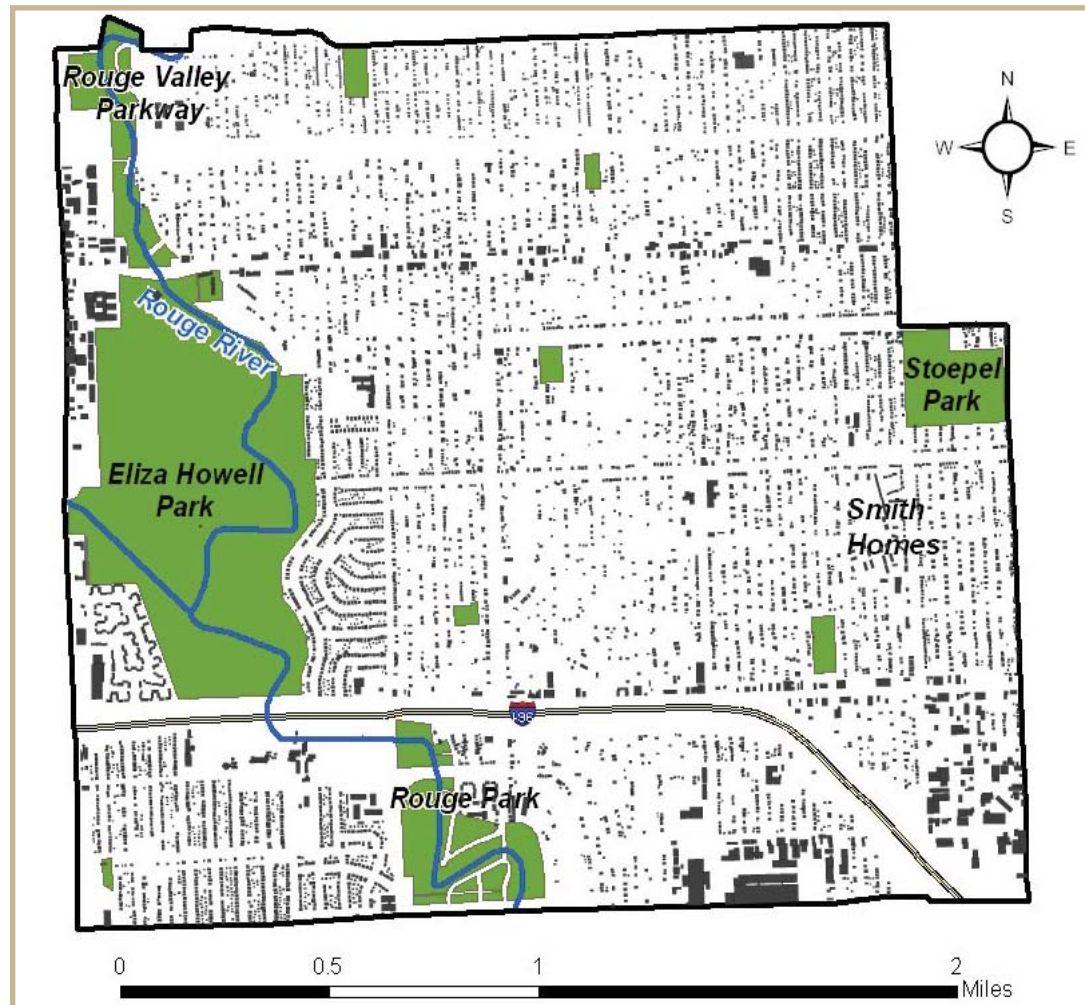 Rouge Valley
Parkway
N
W E
S
Rouge River
Stoepel
Park
Eliza Howell
Park
Smith
Homes
I-96
Rouge Park
0 0.5 1 2
Miles